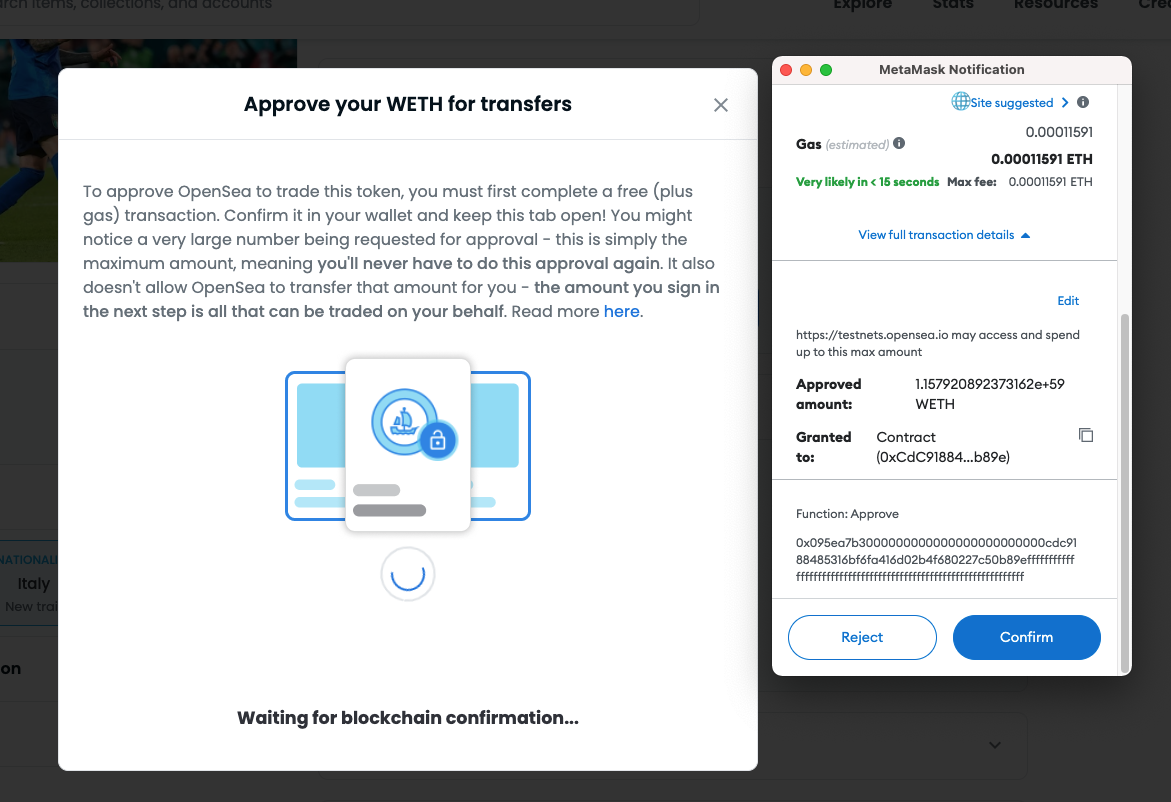 arch items, collections, and accounts
Explore
Stats
Resources
Approve your WETH for transfers
To approve OpenSea to trade this token, you must first complete a free (plus
gas) transaction. Confirm it in your wallet and keep this tab open! You might
notice a very large number being requested for approval - this is simply the
maximum amount, meaning you'll never have to do this approval again. It also
doesn't allow OpenSea to transfer that amount for you - the amount you sign in
the next step is all that can be traded on your behalf. Read more here.
Waiting for blockchain confirmation...
NATIONALI
Italy
New trai
on
MetaMask Notification
Site suggested
0.00011591
Gas (estimated)
0.00011591 ETH
Very likely in < 15 seconds Max fee: 0.00011591 ETH
View full transaction details
Edit
https://testnets.opensea.io may access and spend
up to this max amount
Approved amount: 1.157920892373162e+59 WETH
Granted to: Contract (0xCdC91884...b89e)
Function: Approve
0x095ea7b3000000000000000000000000cdc91
88485316bf6fa416d02b4f680227c50b89efffffffffff
fffffffffffffffffffffffffffffffffffffffffffffffffffff
Reject
Confirm